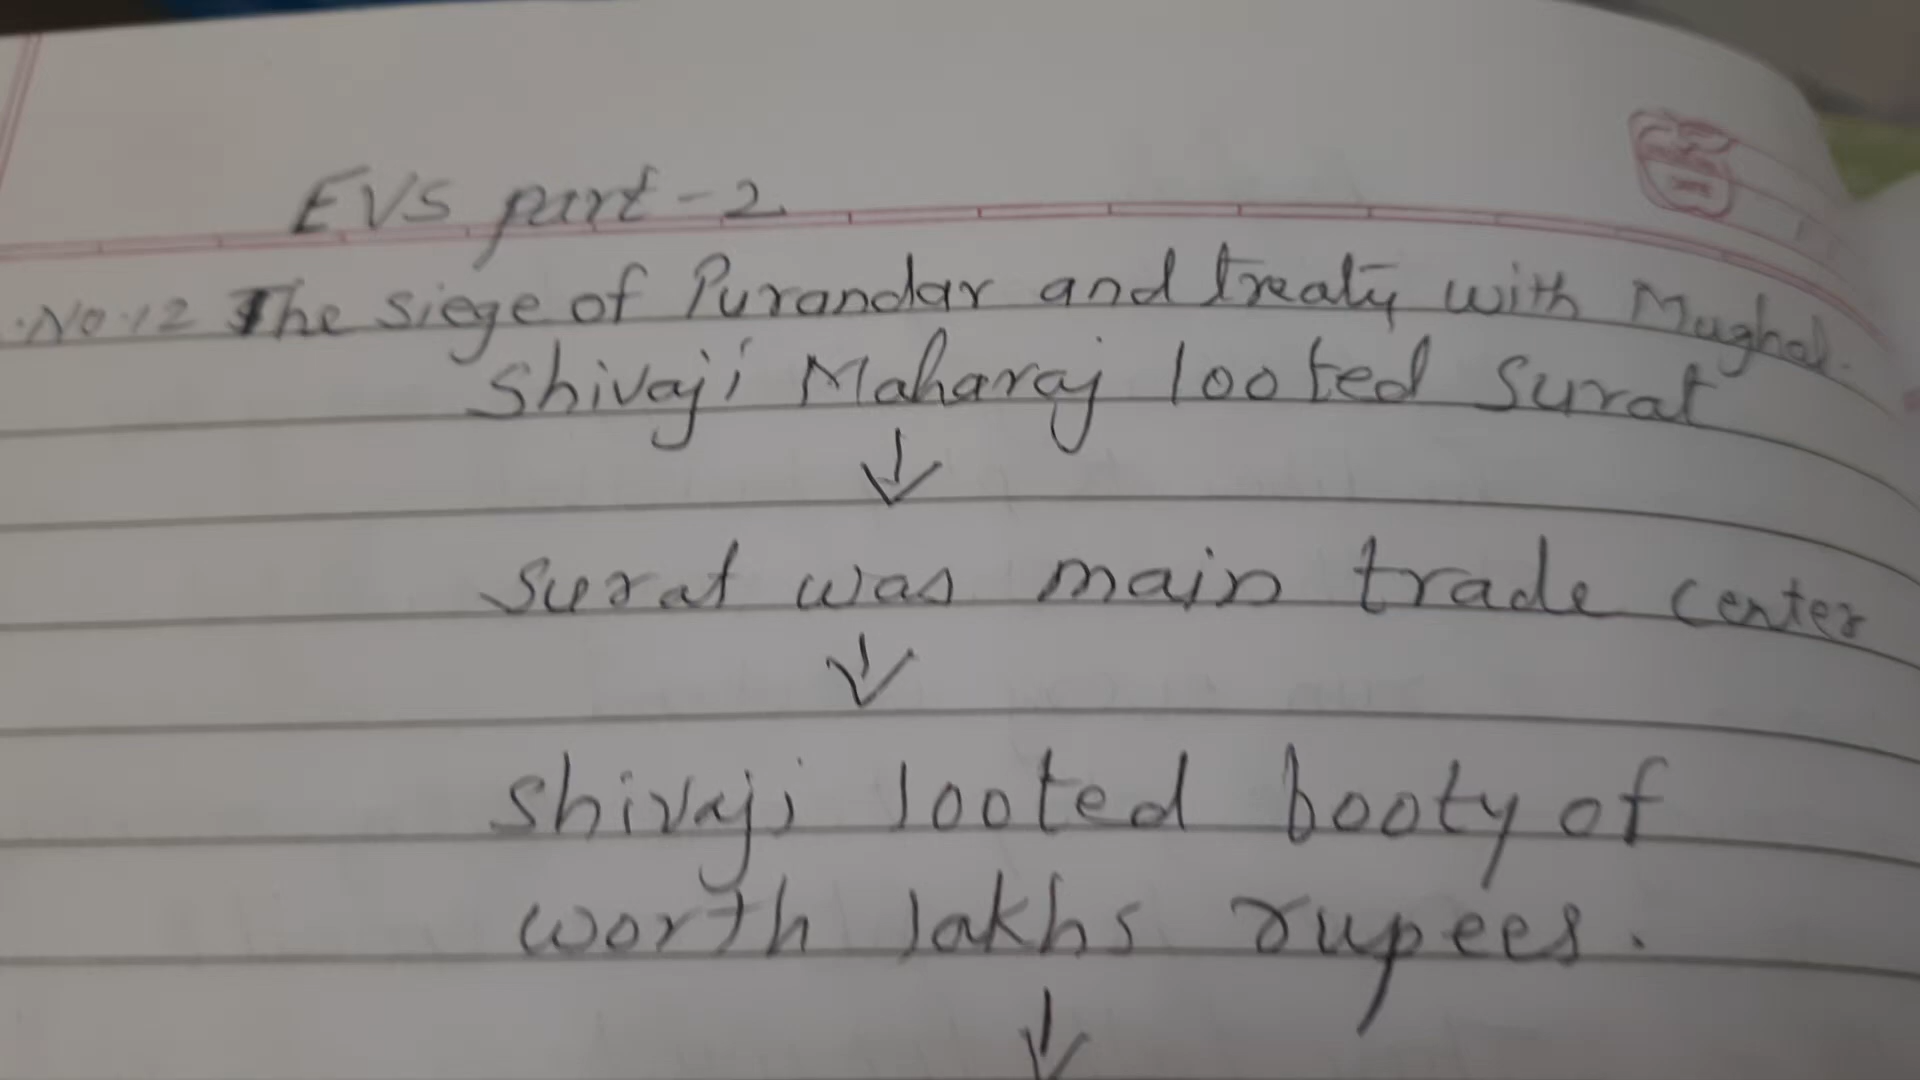 EVS part-2
.No.12 The siege of Purandar and treaty with Mughal.
Shivaji Maharaj looted Surat
↓
Surat was main trade center
↓
Shivaji looted booty of
worth lakhs rupees.
↓